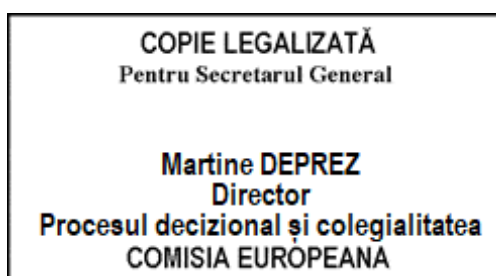 COPIE LEGALIZATĂ
Pentru Secretarul General
Martine DEPREZ
Director
Procesul decizional și colegialitatea
COMISIA EUROPEANA